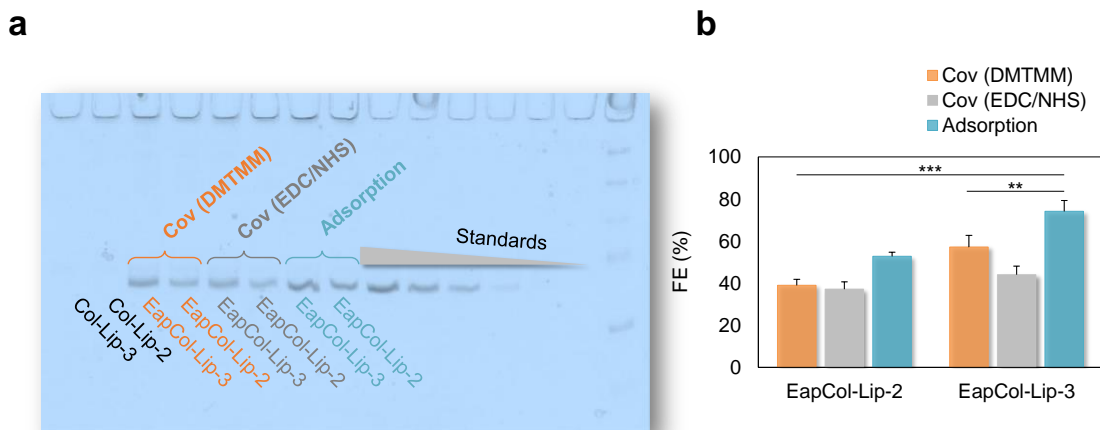 a
Cov (DMTMM)
Cov (EDC/NHS)
Adsorption
Standards
Col-Lip-3
Col-Lip-2
EapCol-Lip-3
EapCol-Lip-2
EapCol-Lip-3
EapCol-Lip-2
EapCol-Lip-3
EapCol-Lip-2
b
Cov (DMTMM)
Cov (EDC/NHS)
Adsorption
FE (%)
100
80
60
40
20
0
***
**
EapCol-Lip-2
EapCol-Lip-3